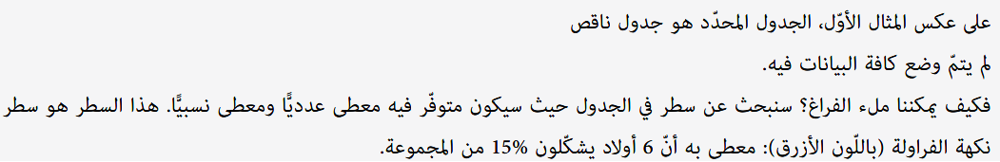 على عكس المثال الأوّل، الجدول المحدّد هو جدول ناقص
لم يتمّ وضع كافة البيانات فيه.
فكيف يمكننا ملء الفراغ؟ سنبحث عن سطر في الجدول حيث سيكون متوفّر فيه معطى عدديًّا ومعطى نسبيًّا. هذا السطر هو سطر
نكهة الفراولة (باللّون الأزرق): معطى به أنّ 6 أولاد يشكّلون 15% من المجموعة.